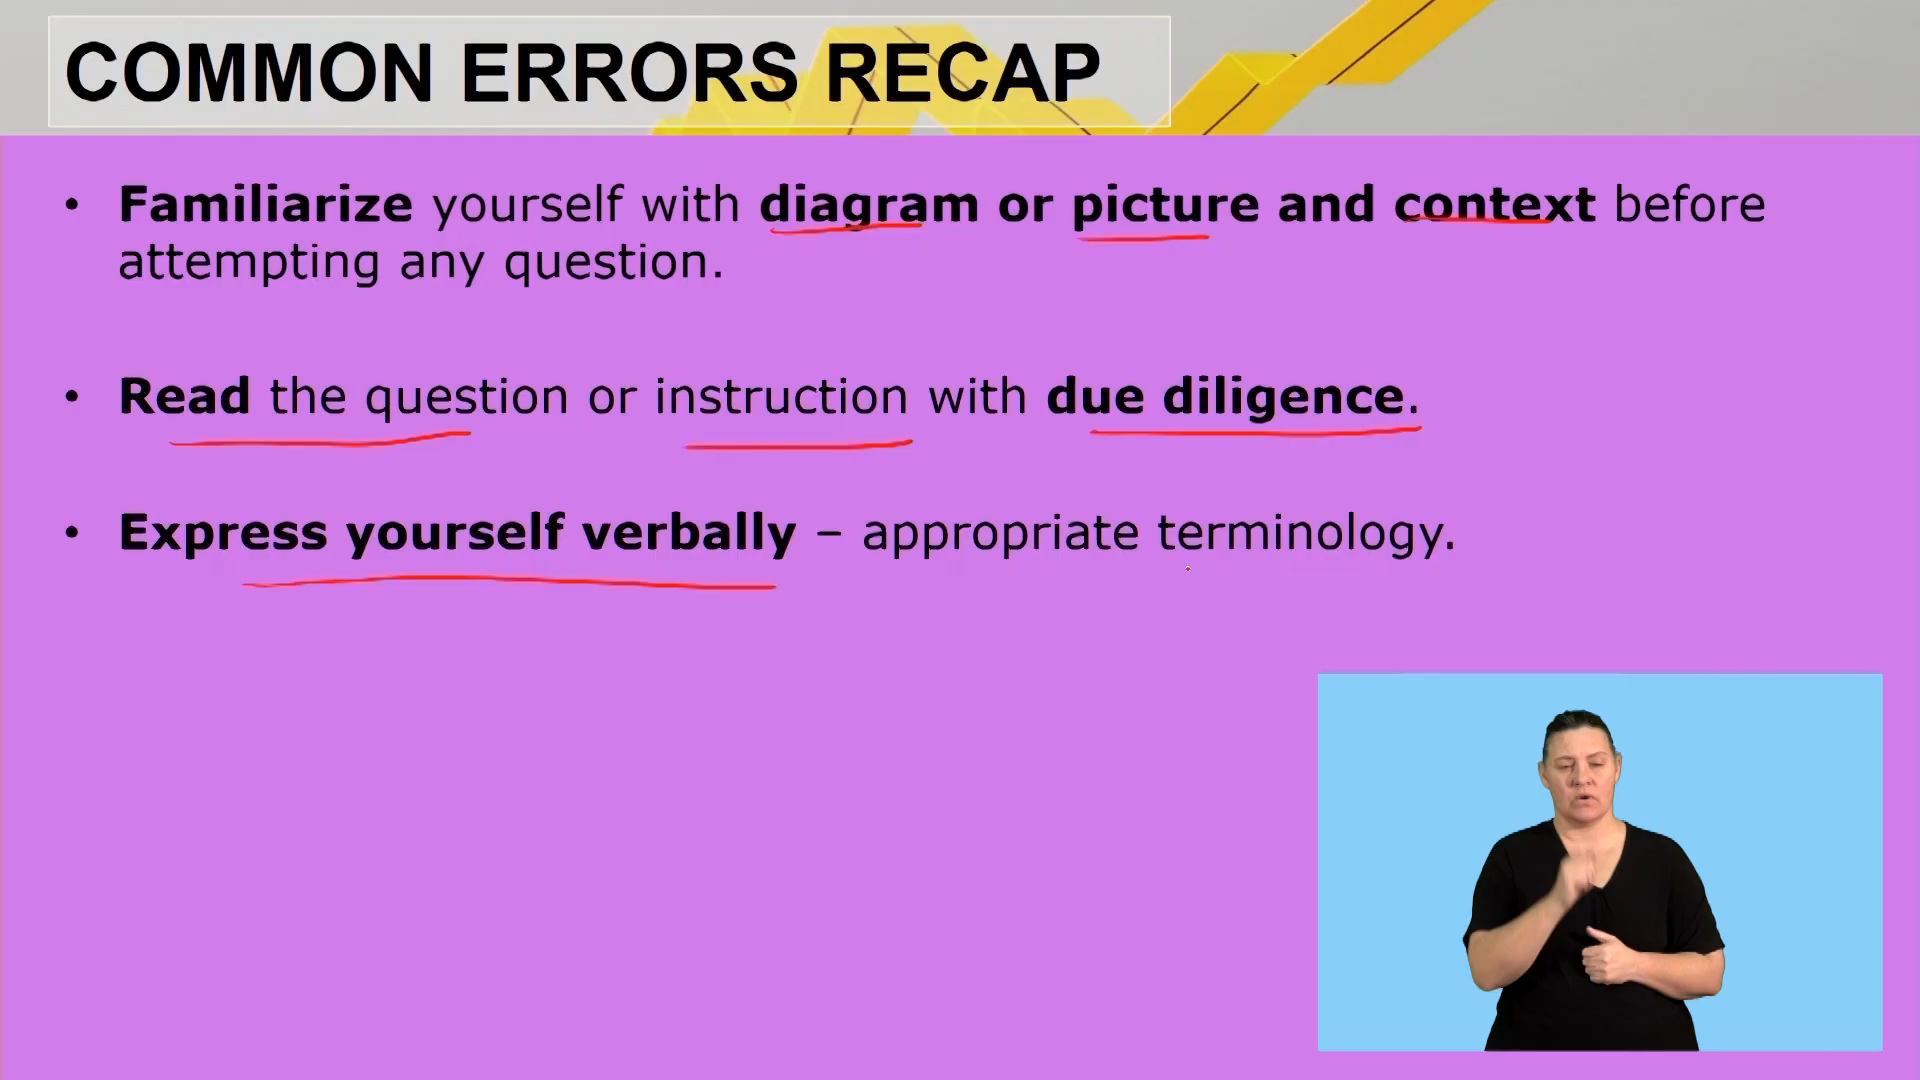 COMMON ERRORS RECAP
• Familiarize yourself with diagram or picture and context before
attempting any question.
• Read the question or instruction with due diligence.
• Express yourself verbally – appropriate terminology.